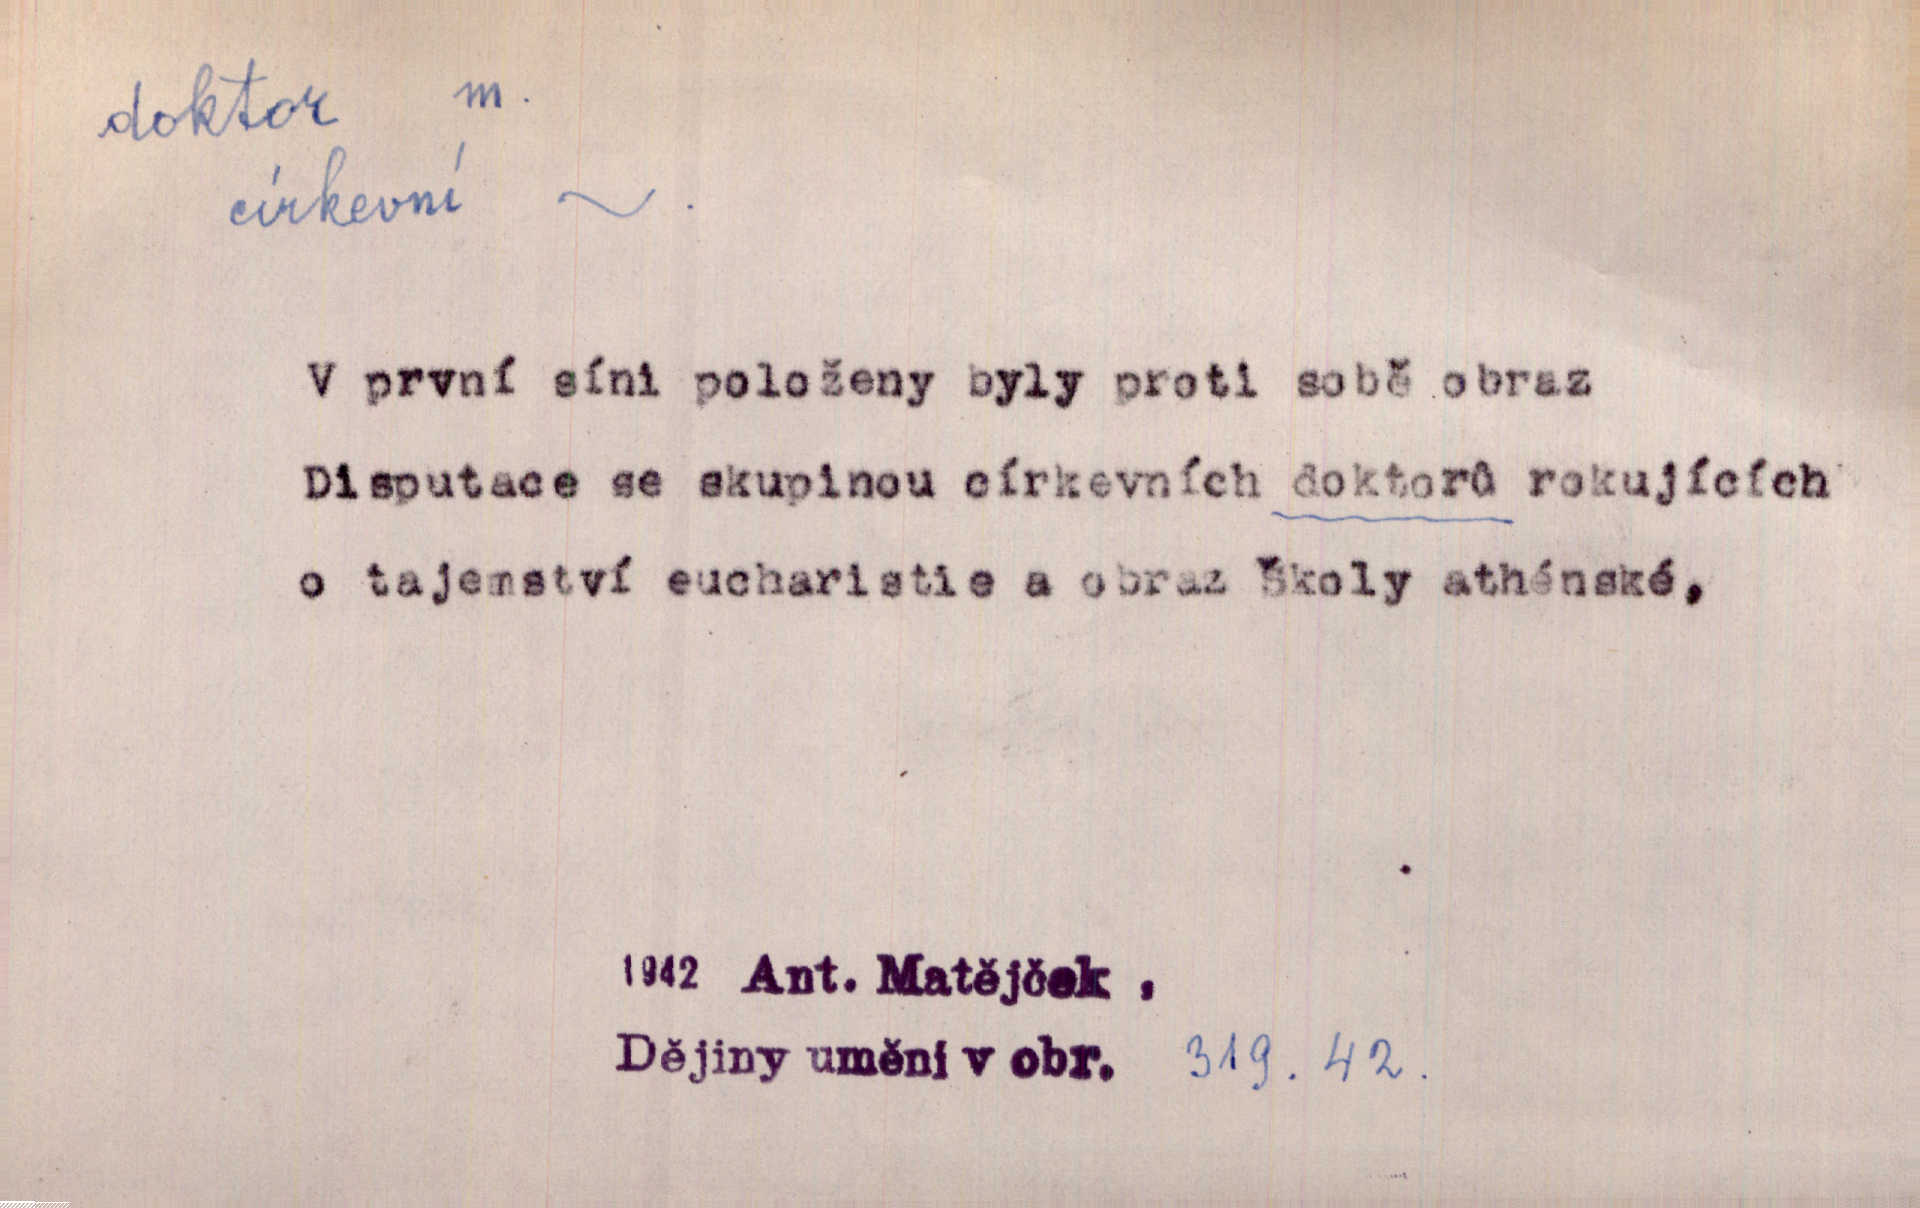 doktor m.
církevní ~.
V první síni položeny byly proti sobě obraz
Disputace se skupinou církevních doktorů rokujících
o tajemství eucharistie a obraz Školy athénské,
1942 Ant. Matějček ,
Dějiny umění v obr. 319. 42.